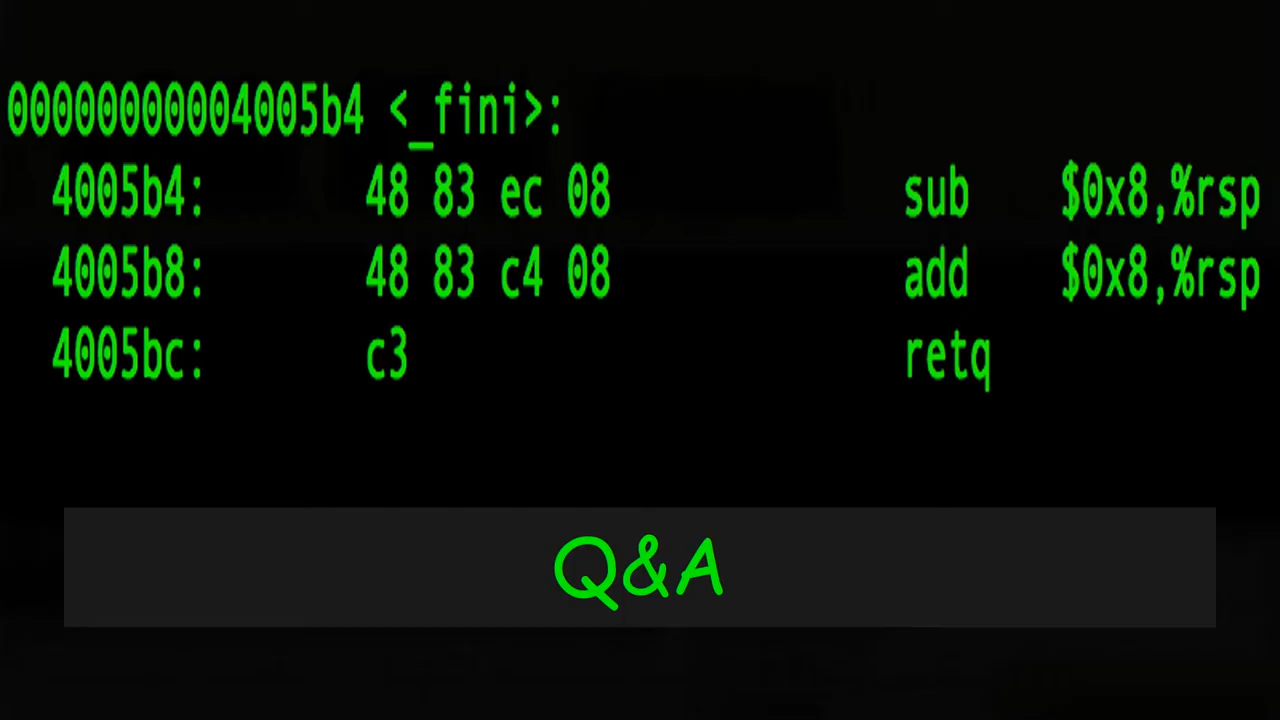 00000000004005b4 <_fini>:
4005b4: 48 83 ec 08 sub $0x8,%rsp
4005b8: 48 83 c4 08 add $0x8,%rsp
4005bc: c3 retq
Q&A